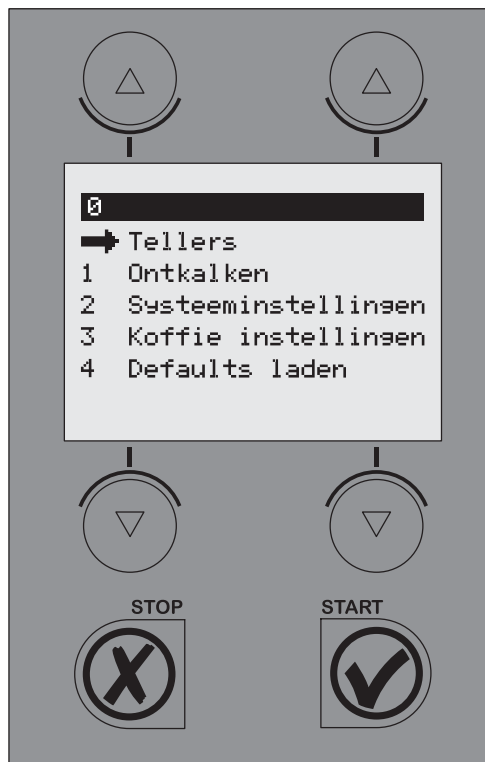 0
Tellers
1 Ontkalken
2 Systeeminstellingen
3 Koffie instellingen
4 Defaults laden
STOP START